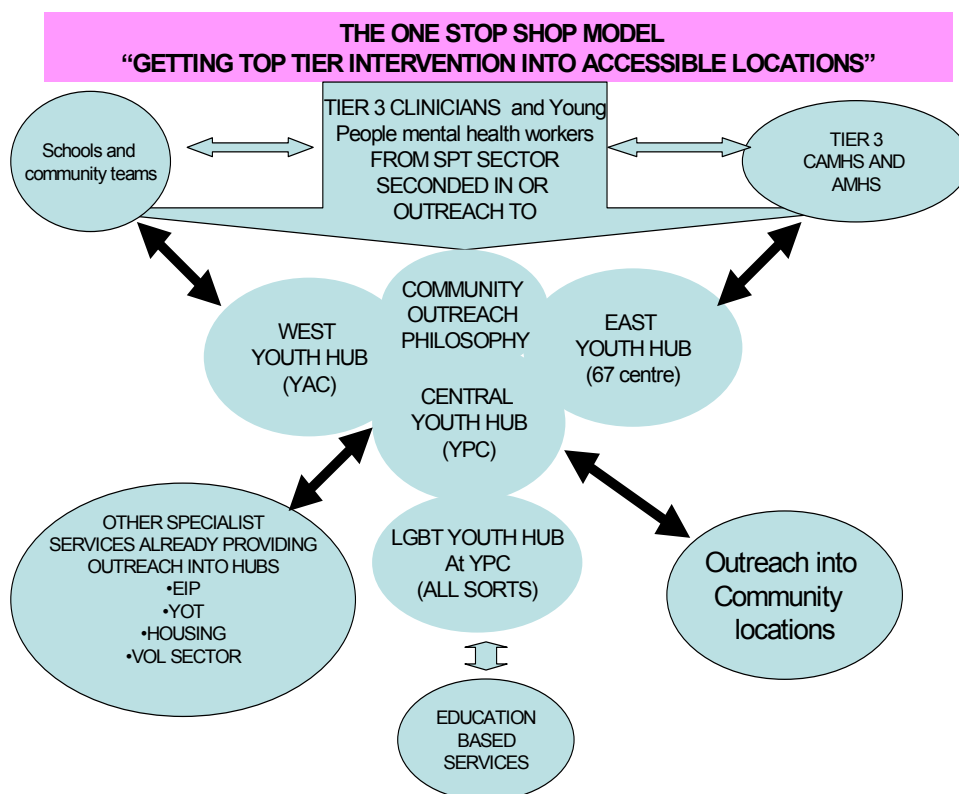 THE ONE STOP SHOP MODEL
“GETTING TOP TIER INTERVENTION INTO ACCESSIBLE LOCATIONS”
TIER 3 CLINICIANS and Young
People mental health workers
FROM SPT SECTOR
SECONDED IN OR
OUTREACH TO
Schools and
community teams
TIER 3
CAMHS AND
AMHS
COMMUNITY
OUTREACH
PHILOSOPHY
WEST
YOUTH HUB
(YAC)
EAST
YOUTH HUB
(67 centre)
CENTRAL
YOUTH HUB
(YPC)
OTHER SPECIALIST
SERVICES ALREADY PROVIDING
OUTREACH INTO HUBS
•EIP
•YOT
•HOUSING
•VOL SECTOR
LGBT YOUTH HUB
At YPC
(ALL SORTS)
Outreach into
Community
locations
EDUCATION
BASED
SERVICES